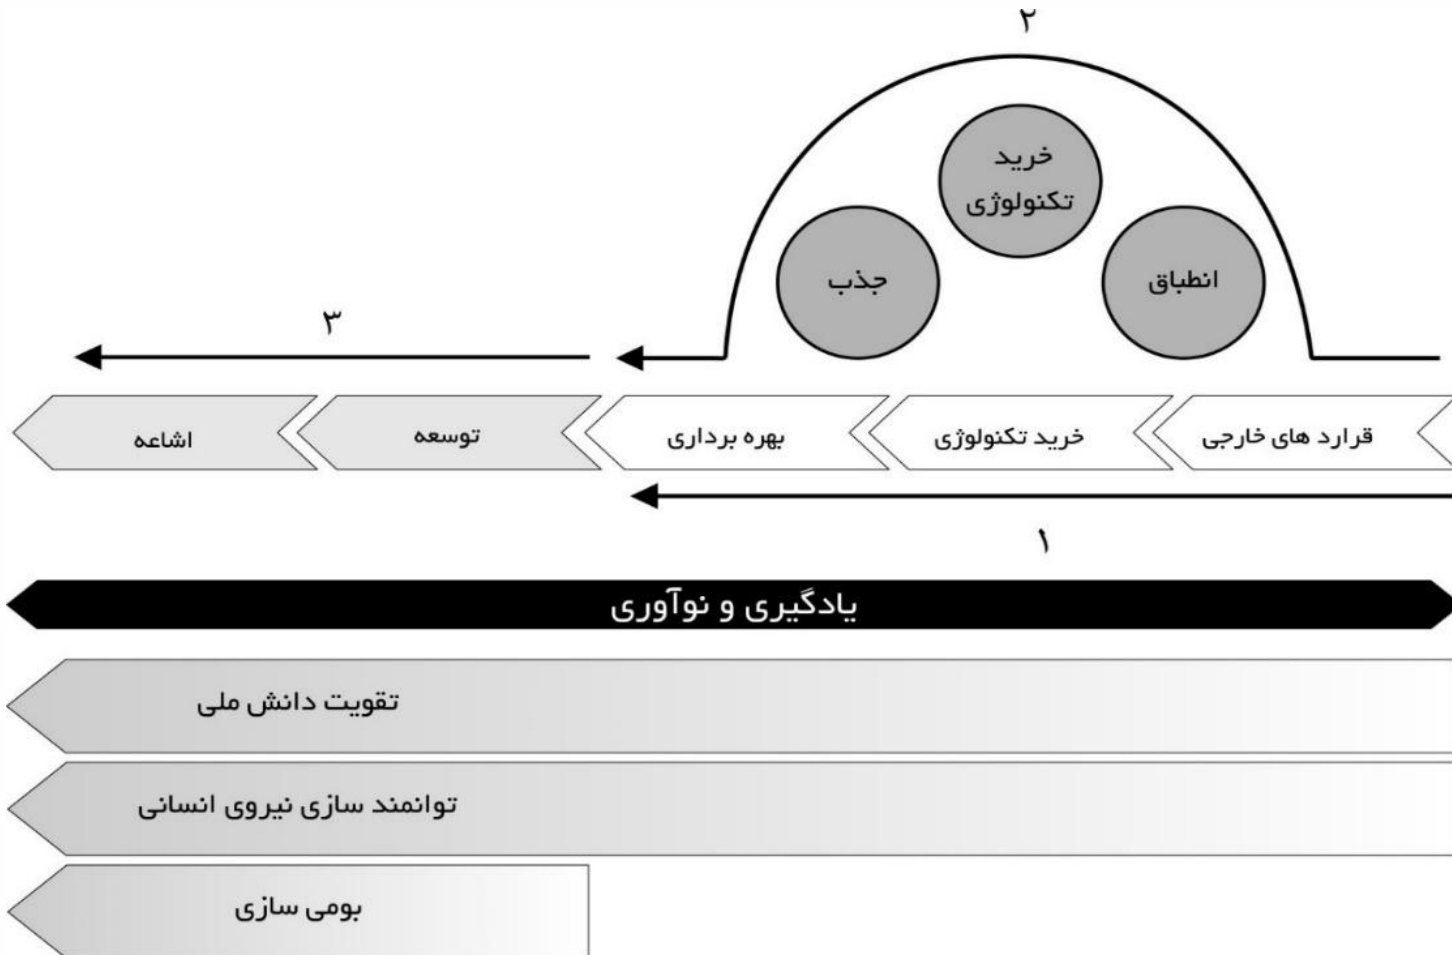 ۲
خرید
تکنولوژی
جذب
انطباق
۳
قرارد های خارجی
خرید تکنولوژی
بهره برداری
توسعه
اشاعه
۱
یادگیری و نوآوری
تقویت دانش ملی
توانمند سازی نیروی انسانی
بومی سازی